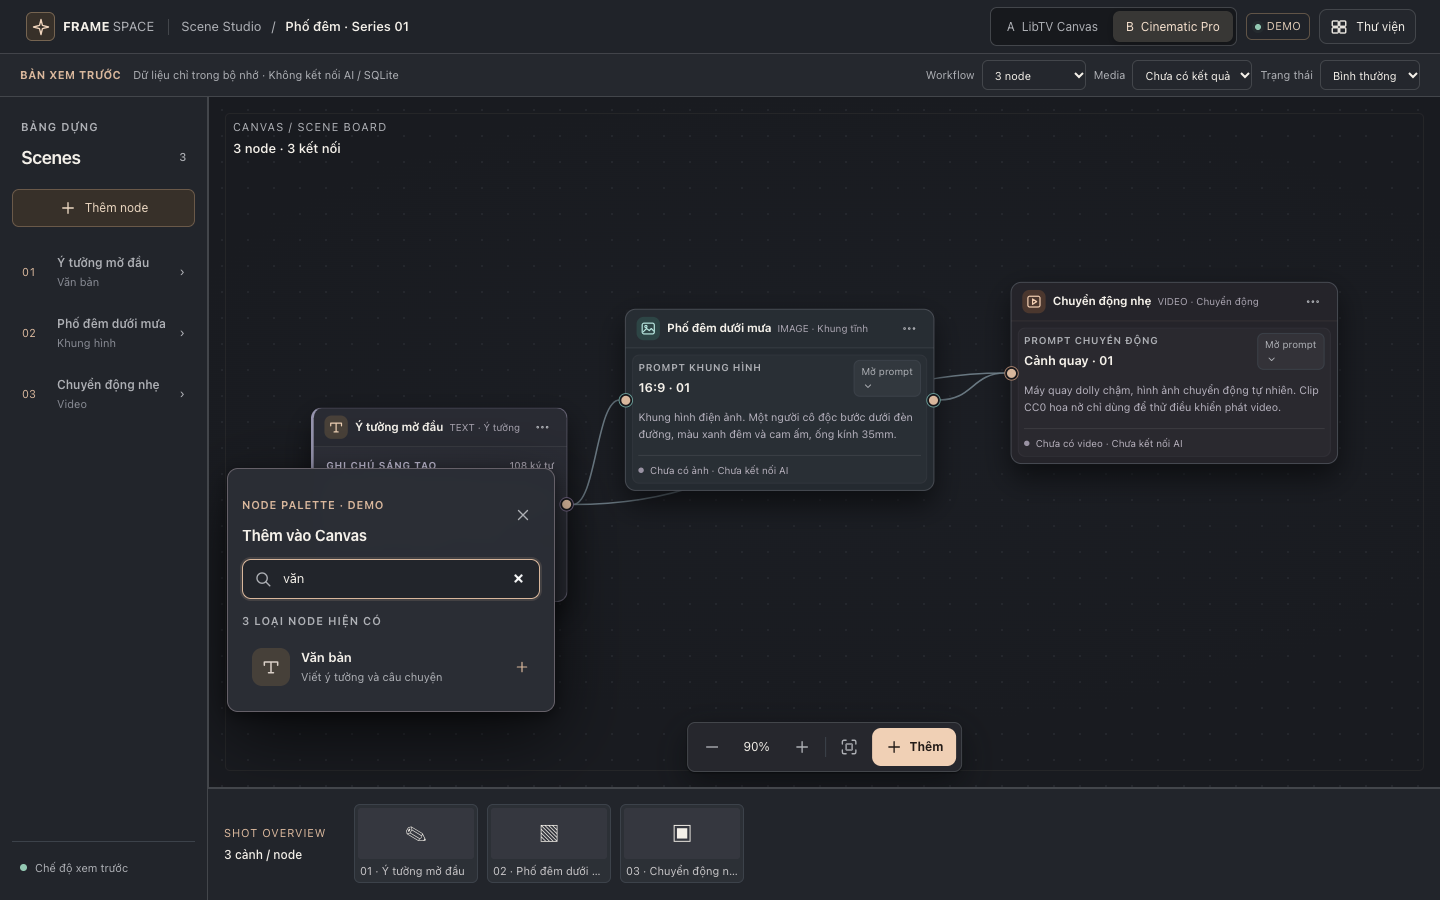 FRAME SPACE
Scene Studio / Phố đêm · Series 01
A LibTV Canvas
B Cinematic Pro
DEMO
Thư viện
BẢN XEM TRƯỚC
Dữ liệu chỉ trong bộ nhớ · Không kết nối AI / SQLite
Workflow 3 node
Media Chưa có kết quả
Trạng thái Bình thường
BẢNG DỰNG
Scenes 3
Thêm node
01 Ý tưởng mở đầu
Văn bản
02 Phố đêm dưới mưa
Khung hình
03 Chuyển động nhẹ
Video
Chế độ xem trước
CANVAS / SCENE BOARD
3 node · 3 kết nối
Ý tưởng mở đầu TEXT · Ý tưởng
GHI CHÚ SÁNG TẠO 108 ký tự
Phố đêm dưới mưa IMAGE · Khung tĩnh
PROMPT KHUNG HÌNH
16:9 · 01
Mở prompt
Khung hình điện ảnh. Một người cô độc bước dưới đèn
đường, màu xanh đêm và cam ấm, ống kính 35mm.
Chưa có ảnh · Chưa kết nối AI
Chuyển động nhẹ VIDEO · Chuyển động
PROMPT CHUYỂN ĐỘNG
Cảnh quay · 01
Mở prompt
Máy quay dolly chậm, hình ảnh chuyển động tự nhiên. Clip
CC0 hoa nở chỉ dùng để thử điều khiển phát video.
Chưa có video · Chưa kết nối AI
NODE PALETTE · DEMO
Thêm vào Canvas
văn
3 LOẠI NODE HIỆN CÓ
Văn bản
Viết ý tưởng và câu chuyện
90%
Thêm
SHOT OVERVIEW
3 cảnh / node
01 · Ý tưởng mở đầu
02 · Phố đêm dưới ...
03 · Chuyển động n...